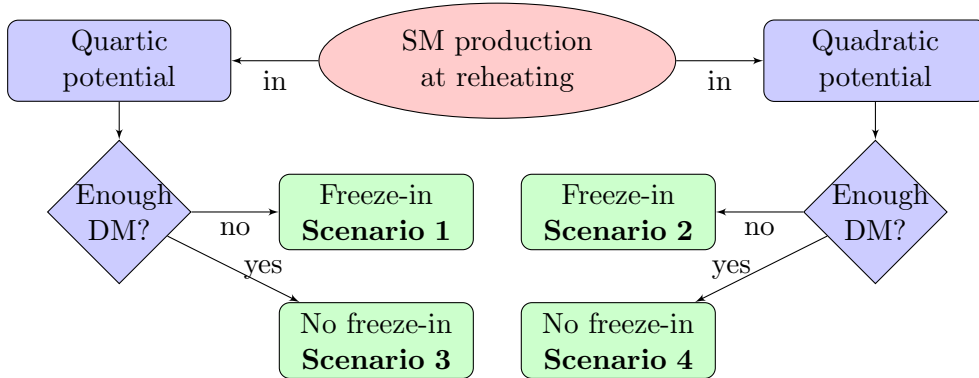 Quartic
potential
SM production
at reheating
Quadratic
potential
in
in
Enough
DM?
no
Freeze-in
Scenario 1
Freeze-in
Scenario 2
no
Enough
DM?
yes
yes
No freeze-in
Scenario 3
No freeze-in
Scenario 4